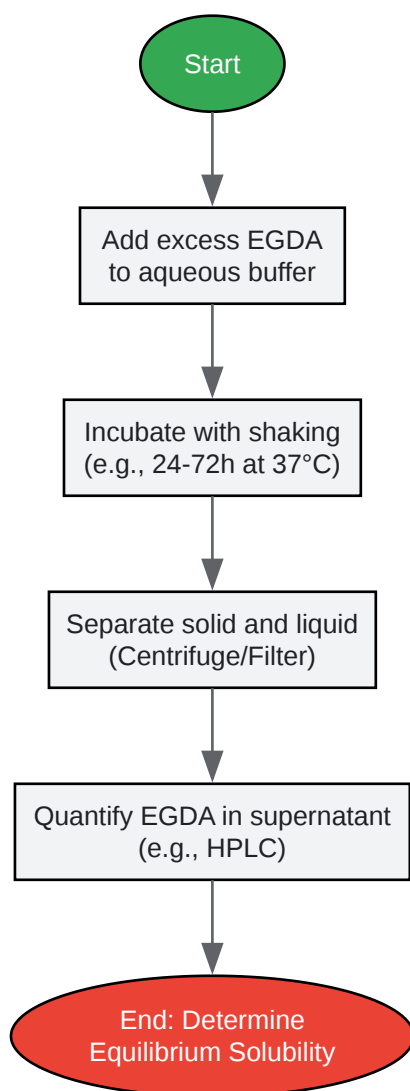 Start
Add excess EGDA
to aqueous buffer
Incubate with shaking
(e.g., 24-72h at 37°C)
Separate solid and liquid
(Centrifuge/Filter)
Quantify EGDA in supernatant
(e.g., HPLC)
End: Determine
Equilibrium Solubility